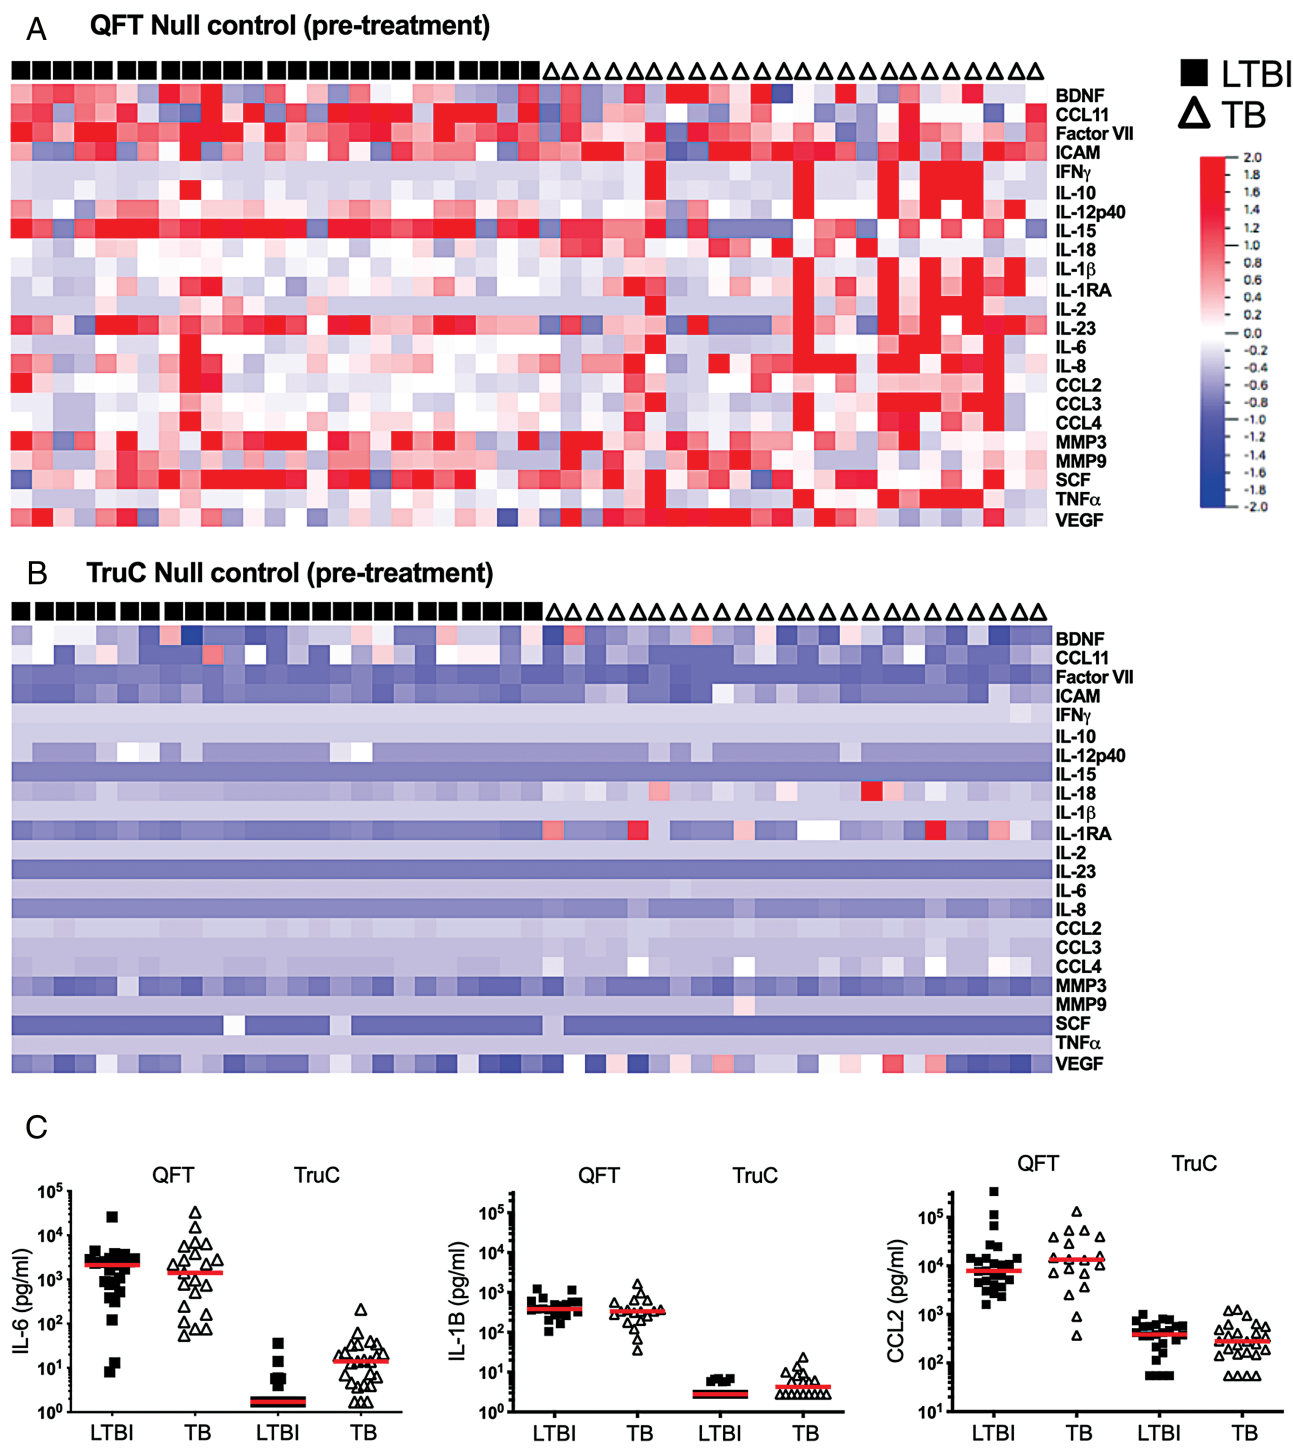 A QFT Null control (pre-treatment)
LTBI
TB
BDNF
CCL11
Factor VII
ICAM
IFNγ
IL-10
IL-12p40
IL-15
IL-18
IL-1β
IL-1RA
IL-2
IL-23
IL-6
IL-8
CCL2
CCL3
CCL4
MMP3
MMP9
SCF
TNFα
VEGF
2.0
1.8
1.6
1.4
1.2
1.0
0.8
0.6
0.4
0.2
0.0
-0.2
-0.4
-0.6
-0.8
-1.0
-1.2
-1.4
-1.6
-1.8
-2.0
B TruC Null control (pre-treatment)
BDNF
CCL11
Factor VII
ICAM
IFNγ
IL-10
IL-12p40
IL-15
IL-18
IL-1β
IL-1RA
IL-2
IL-23
IL-6
IL-8
CCL2
CCL3
CCL4
MMP3
MMP9
SCF
TNFα
VEGF
C
QFT TruC
IL-6 (pg/ml)
10⁵
10⁴
10³
10²
10¹
10⁰
LTBI TB LTBI TB
QFT TruC
IL-1B (pg/ml)
10⁵
10⁴
10³
10²
10¹
10⁰
LTBI TB LTBI TB
QFT TruC
CCL2 (pg/ml)
10⁵
10⁴
10³
10²
10¹
LTBI TB LTBI TB